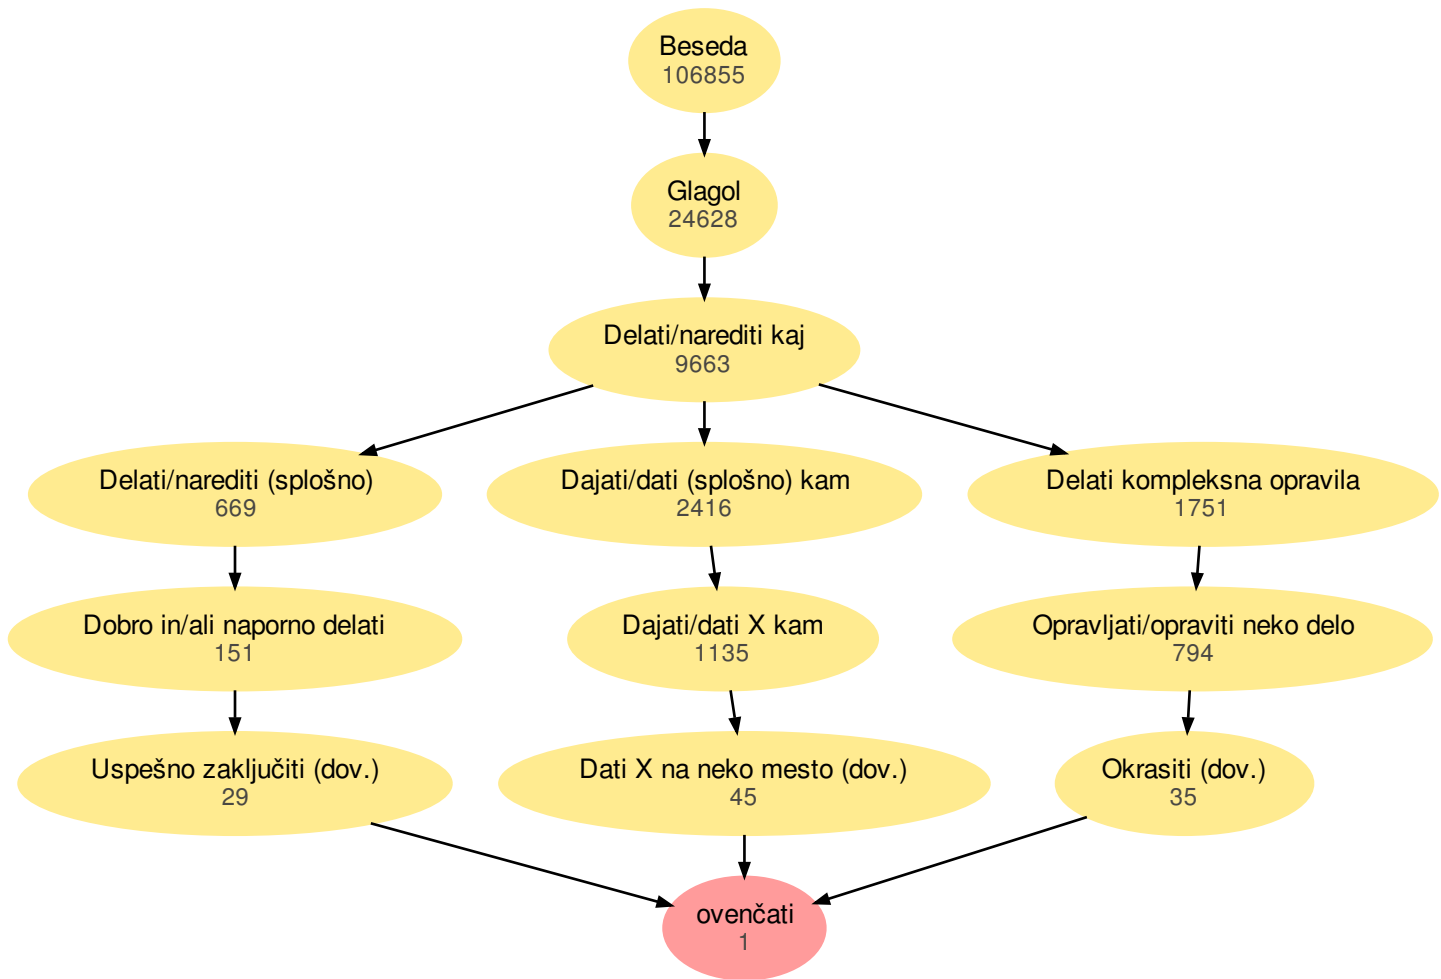 Beseda
106855
Glagol
24628
Delati/narediti kaj
9663
Delati/narediti (splošno)
669
Dajati/dati (splošno) kam
2416
Delati kompleksna opravila
1751
Dobro in/ali naporno delati
151
Dajati/dati X kam
1135
Opravljati/opraviti neko delo
794
Uspešno zaključiti (dov.)
29
Dati X na neko mesto (dov.)
45
Okrasiti (dov.)
35
ovenčati
1